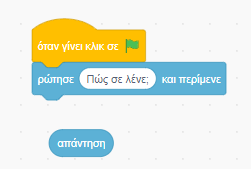 όταν γίνει κλικ σε
ρώτησε Πώς σε λένε; και περίμενε
απάντηση